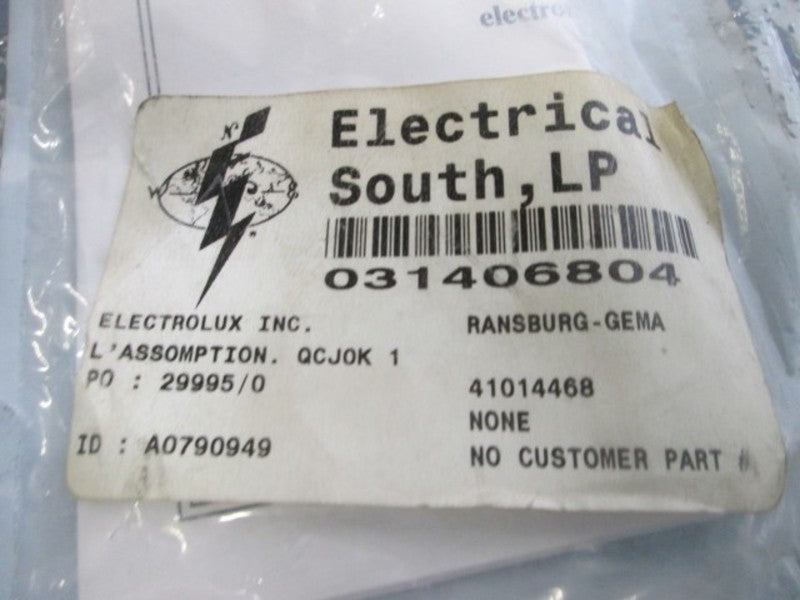 Electrical
South, LP
N
W
S
031406804
ELECTROLUX INC.
RANSBURG-GEMA
L'ASSOMPTION. QCJ0K 1
PO : 29995/0
41014468
NONE
ID : A0790949
NO CUSTOMER PART #